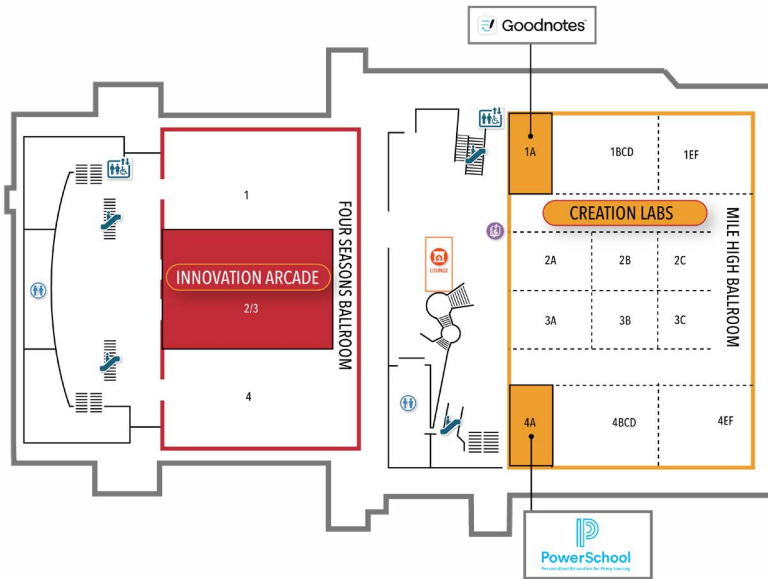 Goodnotes
1A
1BCD
1EF
1
CREATION LABS
FOUR SEASONS BALLROOM
MILE HIGH BALLROOM
INNOVATION ARCADE
2/3
LOUNGE
2A
2B
2C
3A
3B
3C
4
4A
4BCD
4EF
PowerSchool
Personalized Education for Every Journey